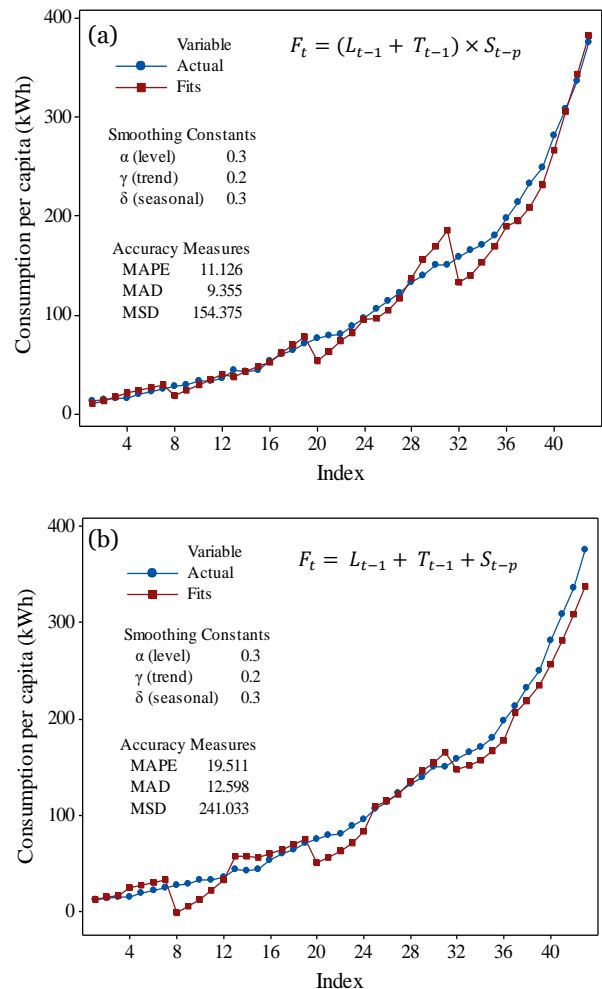 400
300
200
100
0
Consumption per capita (kWh)
(a)
Variable
Actual
Fits
F_t = (L_{t-1} + T_{t-1}) × S_{t-p}
Smoothing Constants
α (level) 0.3
γ (trend) 0.2
δ (seasonal) 0.3
Accuracy Measures
MAPE 11.126
MAD 9.355
MSD 154.375
4 8 12 16 20 24 28 32 36 40
Index
400
300
200
100
0
Consumption per capita (kWh)
(b)
Variable
Actual
Fits
F_t = L_{t-1} + T_{t-1} + S_{t-p}
Smoothing Constants
α (level) 0.3
γ (trend) 0.2
δ (seasonal) 0.3
Accuracy Measures
MAPE 19.511
MAD 12.598
MSD 241.033
4 8 12 16 20 24 28 32 36 40
Index